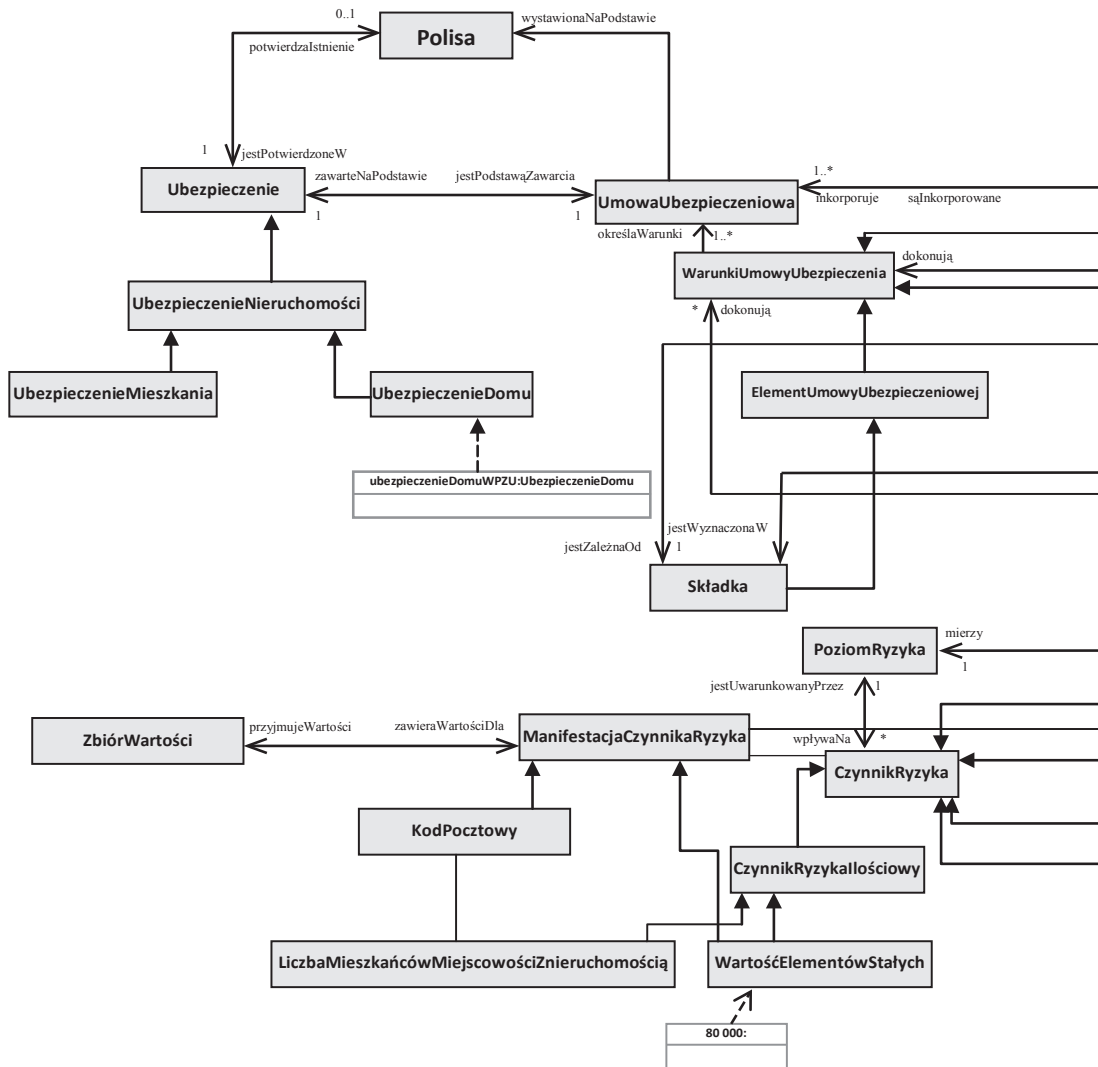 0..1
wystawionaNaPodstawie
Polisa
potwierdzaIstnienie
1
jestPotwierdzoneW
Ubezpieczenie
zawarteNaPodstawie
jestPodstawąZawarcia
1
1
UmowaUbezpieczeniowa
1..*
inkorporuje
sąInkorporowane
określaWarunki
1..*
WarunkiUmowyUbezpieczenia
dokonują
UbezpieczenieNieruchomości
*
dokonują
UbezpieczenieMieszkania
UbezpieczenieDomu
ElementUmowyUbezpieczeniowej
ubezpieczenieDomuWPZU:UbezpieczenieDomu
jestWyznaczonaW
jestZależnaOd
1
Składka
PoziomRyzyka
mierzy
1
jestUwarunkowanyPrzez
1
ZbiórWartości
przyjmujeWartości
zawieraWartościDla
ManifestacjaCzynnikaRyzyka
wpływaNa
*
CzynnikRyzyka
KodPocztowy
CzynnikRyzykaIlościowy
LiczbaMieszkańcówMiejscowościZnieruchomością
WartośćElementówStałych
80 000: